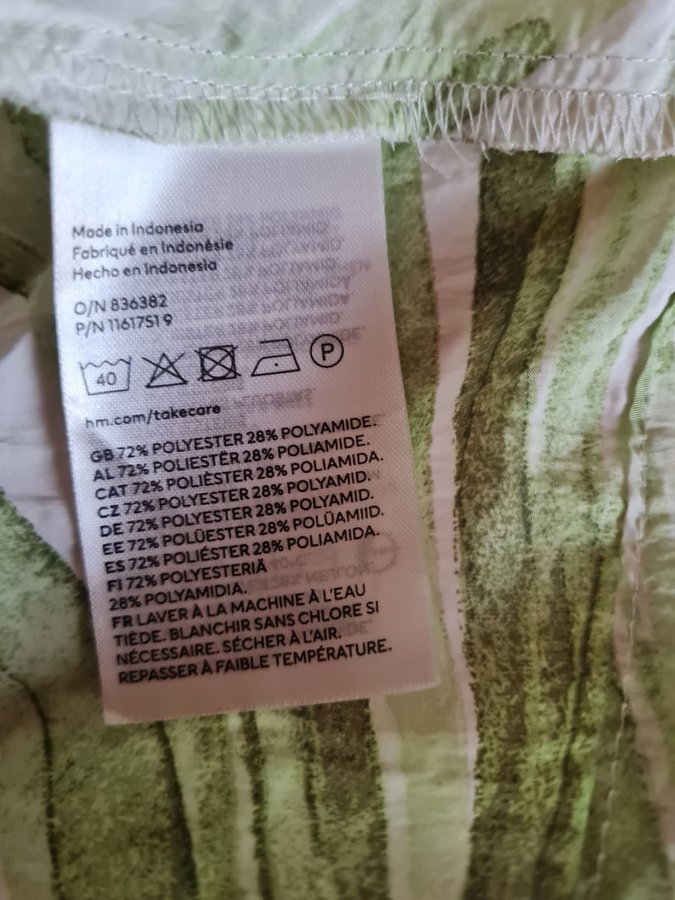 Made in Indonesia
Fabriqué en Indonésie
Hecho en Indonesia
O/N 836382
P/N 1161751 9
40 P
hm.com/takecare
GB 72% POLYESTER 28% POLYAMIDE.
AL 72% POLIESTËR 28% POLIAMIDE.
CAT 72% POLIÈSTER 28% POLIAMIDA.
CZ 72% POLYESTER 28% POLYAMID.
DE 72% POLYESTER 28% POLYAMID.
EE 72% POLÜESTER 28% POLÜAMIID.
ES 72% POLIÉSTER 28% POLIAMIDA.
FI 72% POLYESTERIÄ
28% POLYAMIDIA.
FR LAVER À LA MACHINE À L'EAU
TIÈDE. BLANCHIR SANS CHLORE SI
NÉCESSAIRE. SÉCHER À L'AIR.
REPASSER À FAIBLE TEMPÉRATURE.